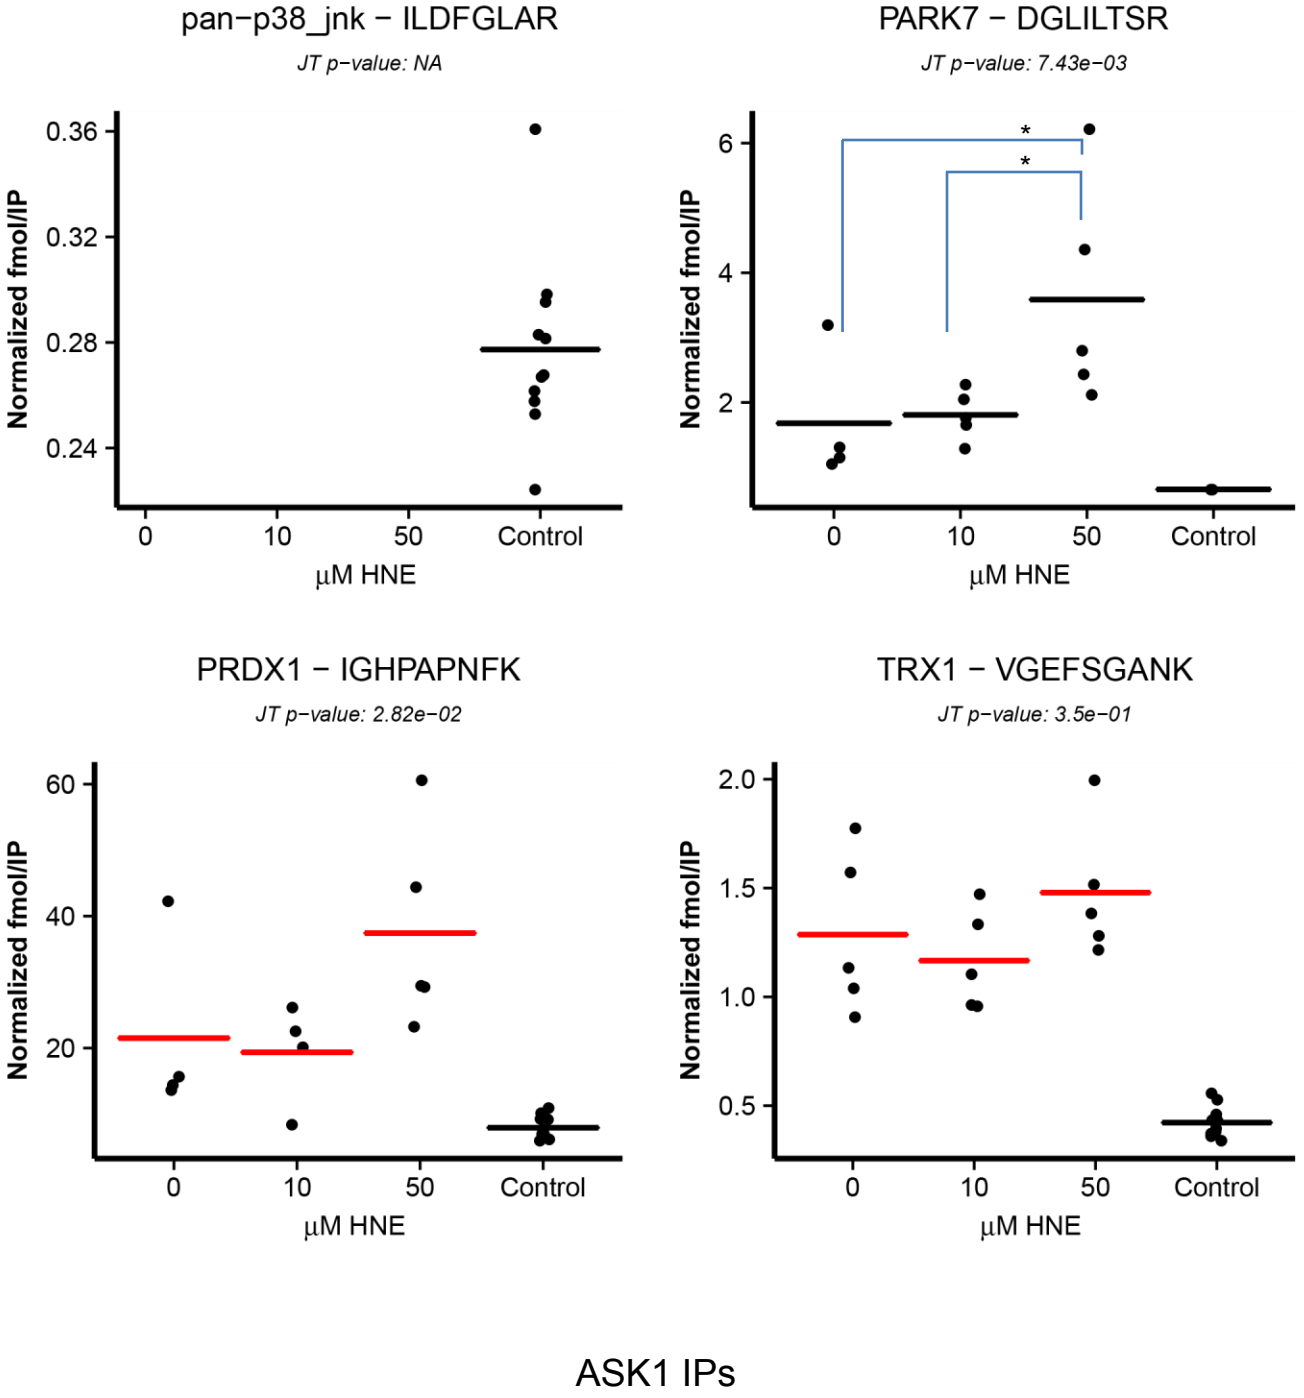 pan−p38_jnk − ILDFGLAR
JT p−value: NA
Normalized fmol/IP
0.36
0.32
0.28
0.24
0 10 50 Control
μM HNE
PARK7 − DGLILTSR
JT p−value: 7.43e−03
Normalized fmol/IP
6
4
2
*
*
0 10 50 Control
μM HNE
PRDX1 − IGHPAPNFK
JT p−value: 2.82e−02
Normalized fmol/IP
60
40
20
0 10 50 Control
μM HNE
TRX1 − VGEFSGANK
JT p−value: 3.5e−01
Normalized fmol/IP
2.0
1.5
1.0
0.5
0 10 50 Control
μM HNE
ASK1 IPs